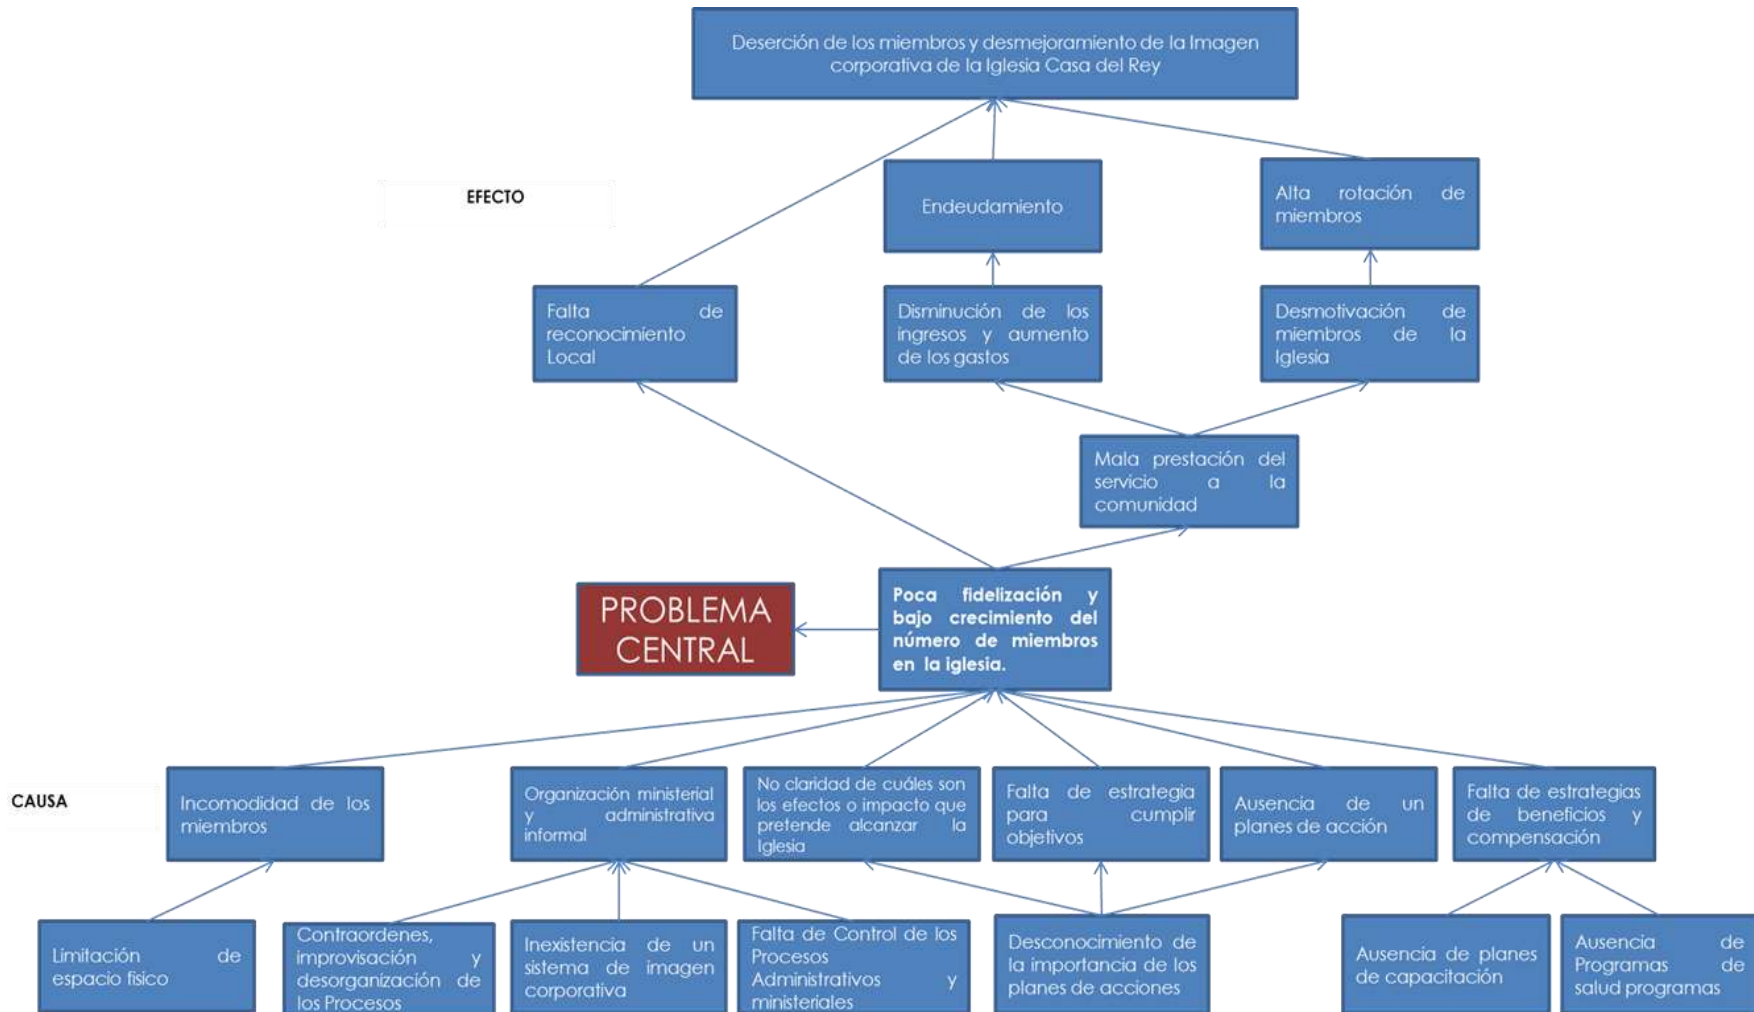 Deserción de los miembros y desmejoramiento de la Imagen
corporativa de la Iglesia Casa del Rey
EFECTO
Endeudamiento
Alta rotación de
miembros
Falta de
reconocimiento
Local
Disminución de los
ingresos y aumento
de los gastos
Desmotivación de
miembros de la
Iglesia
Mala prestación del
servicio a la
comunidad
PROBLEMA
CENTRAL
Poca fidelización y
bajo crecimiento del
número de miembros
en la iglesia.
CAUSA
Incomodidad de los
miembros
Organización ministerial
y administrativa
informal
No claridad de cuáles son
los efectos o impacto que
pretende alcanzar la
Iglesia
Falta de estrategia
para cumplir
objetivos
Ausencia de un
planes de acción
Falta de estrategias
de beneficios y
compensación
Limitación de
espacio físico
Contraordenes,
improvisación y
desorganización de
los Procesos
Inexistencia de un
sistema de imagen
corporativa
Falta de Control de los
Procesos
Administrativos y
ministeriales
Desconocimiento de
la importancia de los
planes de acciones
Ausencia de planes
de capacitación
Ausencia de
Programas de
salud programas